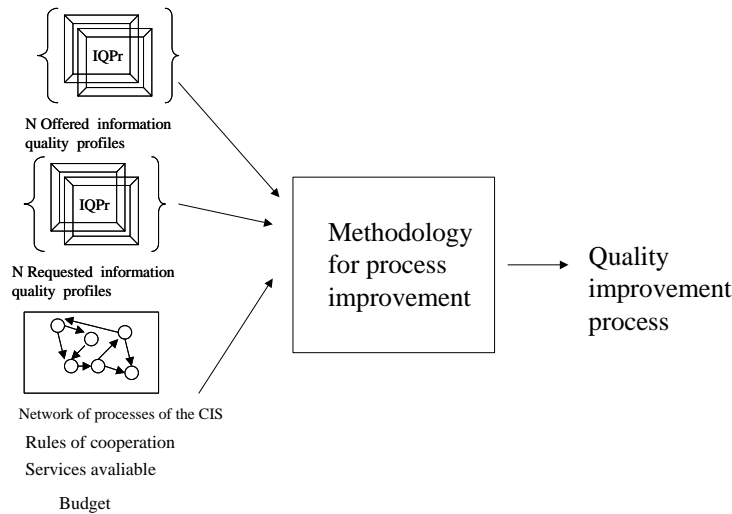 IQPr
N Offered information
quality profiles
IQPr
N Requested information
quality profiles
Network of processes of the CIS
Rules of cooperation
Services avaliable
Budget
Methodology
for process
improvement
Quality
improvement
process